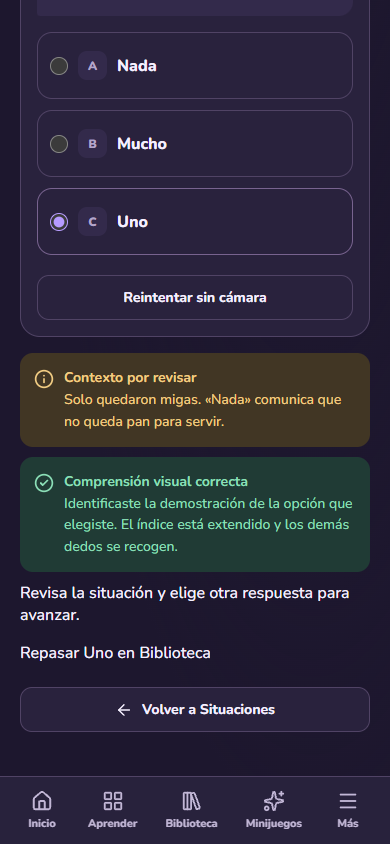 A Nada
B Mucho
C Uno
Reintentar sin cámara
Contexto por revisar
Solo quedaron migas. «Nada» comunica que
no queda pan para servir.
Comprensión visual correcta
Identificaste la demostración de la opción que
elegiste. El índice está extendido y los demás
dedos se recogen.
Revisa la situación y elige otra respuesta para
avanzar.
Repasar Uno en Biblioteca
Volver a Situaciones
Inicio Aprender Biblioteca Minijuegos Más